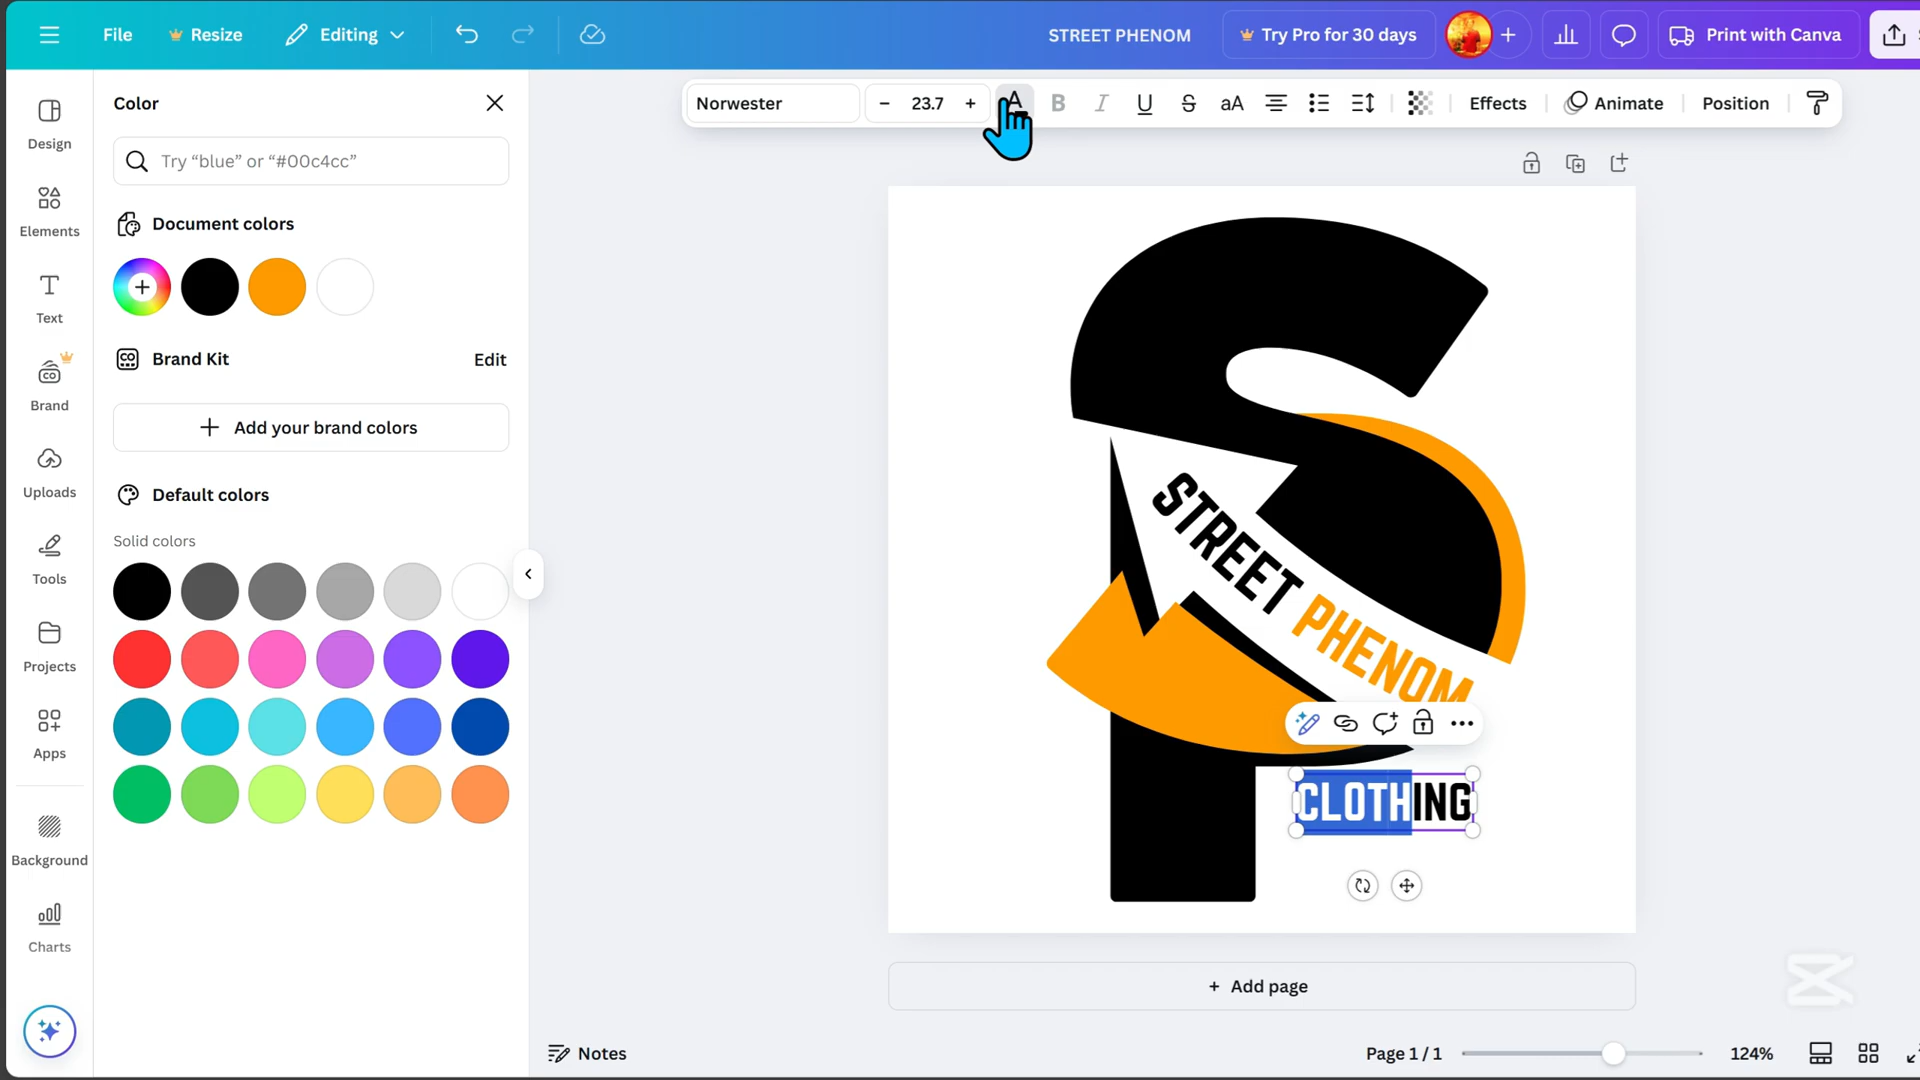 File
Resize
Editing
STREET PHENOM
Try Pro for 30 days
Print with Canva
Design
Elements
Text
Brand
Uploads
Tools
Projects
Apps
Background
Charts
Color
Try “blue” or “#00c4cc”
Document colors
Brand Kit
Edit
Add your brand colors
Default colors
Solid colors
Norwester
− 23.7 +
A B I U S aA
Effects
Animate
Position
STREET PHENOM
CLOTHING
+ Add page
Notes
Page 1 / 1
124%